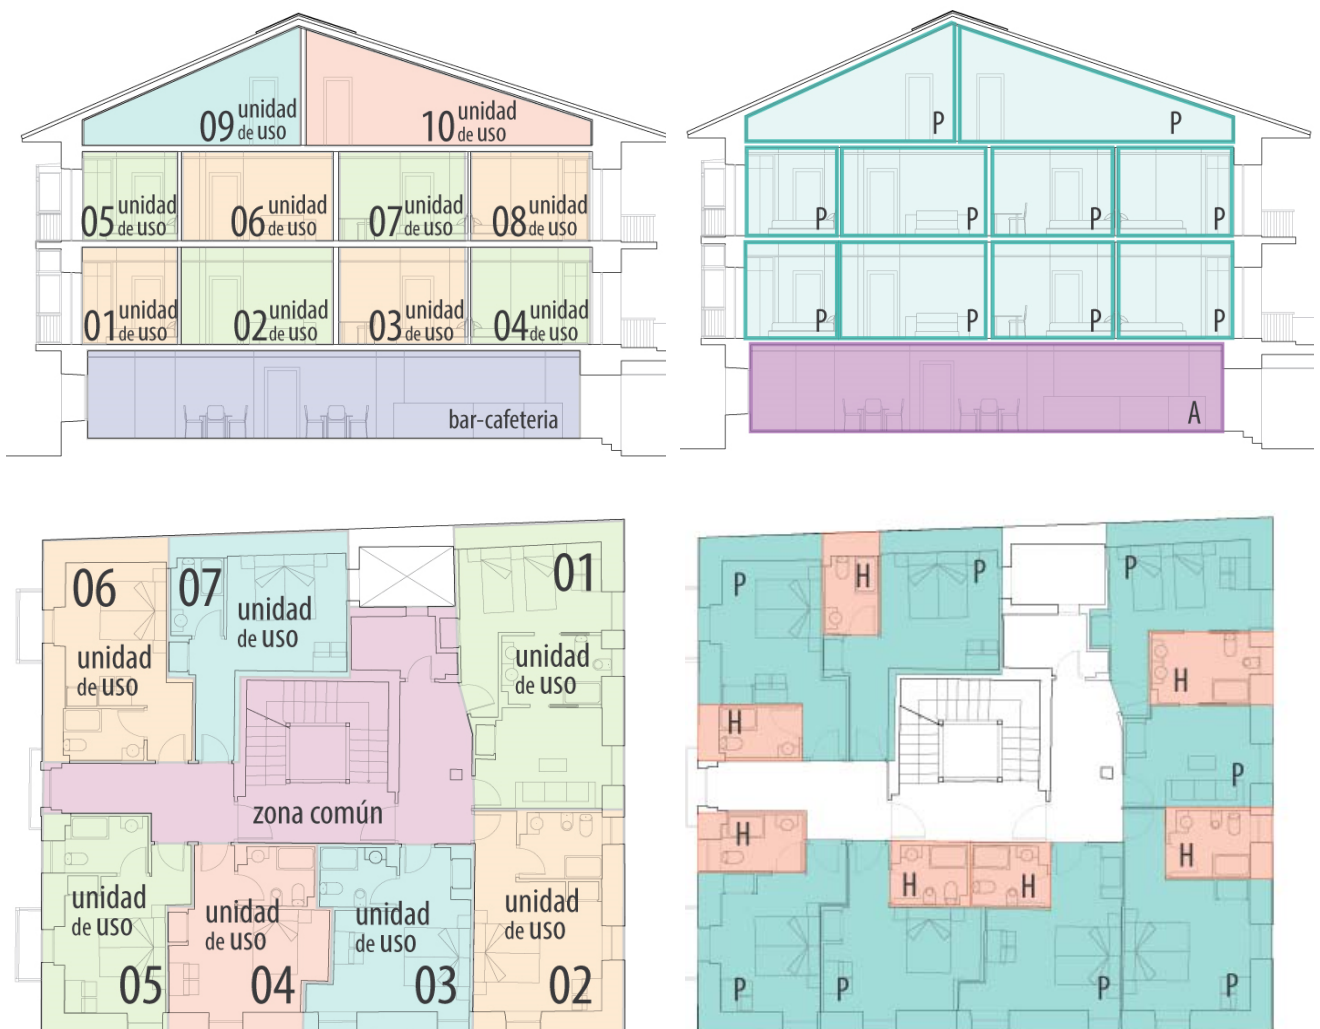 09 unidad
de uso
10 unidad
de uso
05 unidad
de uso
06 unidad
de uso
07 unidad
de uso
08 unidad
de uso
01 unidad
de uso
02 unidad
de uso
03 unidad
de uso
04 unidad
de uso
bar-cafeteria
P
P
P
P
P
P
P
P
P
P
A
06
unidad
de uso
07
unidad
de uso
01
unidad
de uso
zona común
unidad
de uso
05
unidad
de uso
04
unidad
de uso
03
unidad
de uso
02
P
H
P
P
H
H
P
H
H
H
H
P
P
P
P